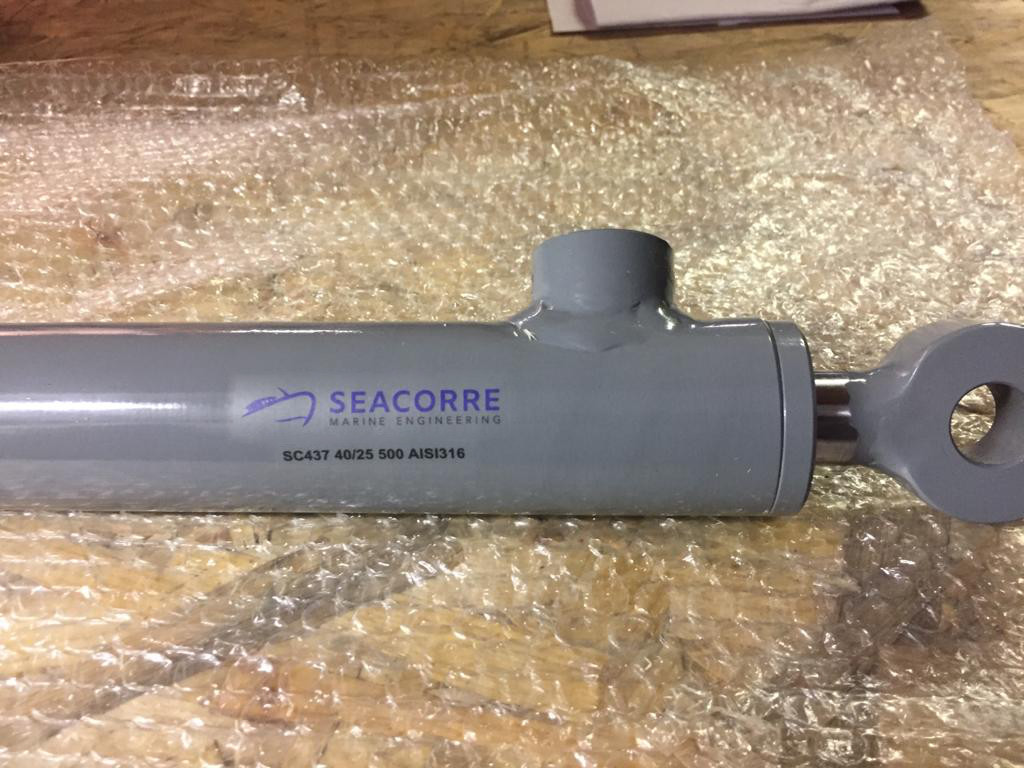 SEACORRE
MARINE ENGINEERING
SC437 40/25 500 AISI316